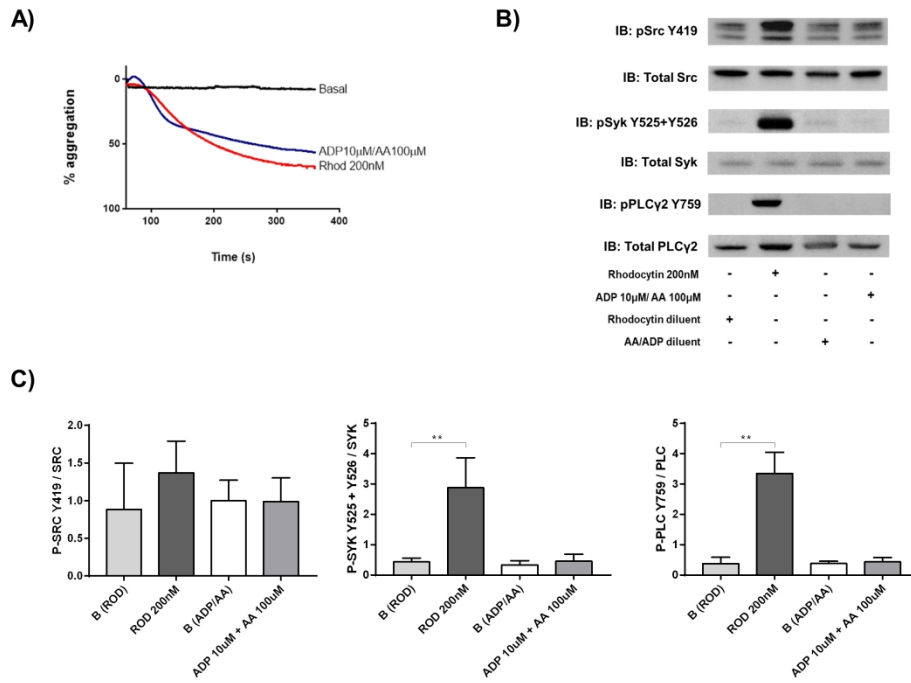 A)
% aggregation
0
50
100
100
200
300
400
Time (s)
Basal
ADP10µM/AA100µM
Rhod 200nM
B)
IB: pSrc Y419
IB: Total Src
IB: pSyk Y525+Y526
IB: Total Syk
IB: pPLCγ2 Y759
IB: Total PLCγ2
Rhodocytin 200nM - + - -
ADP 10µM/ AA 100µM - - - +
Rhodocytin diluent + - - -
AA/ADP diluent - - + -
C)
P-SRC Y419 / SRC
2.0
1.5
1.0
0.5
0.0
B (ROD)
ROD 200nM
B (ADP/AA)
ADP 10uM + AA 100uM
P-SYK Y525 + Y526 / SYK
5
4
3
2
1
0
**
B (ROD)
ROD 200nM
B (ADP/AA)
ADP 10uM + AA 100uM
P-PLC Y759 / PLC
5
4
3
2
1
0
**
B (ROD)
ROD 200nM
B (ADP/AA)
ADP 10uM + AA 100uM